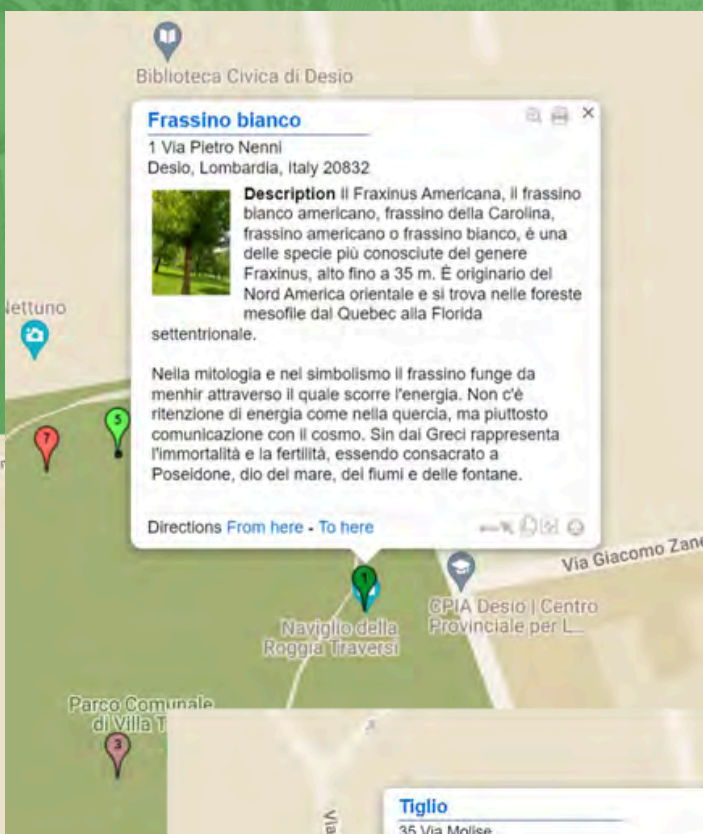 Biblioteca Civica di Desio
Frassino bianco
1 Via Pietro Nenni
Desio, Lombardia, Italy 20832
Description Il Fraxinus Americana, il frassino
bianco americano, frassino della Carolina,
frassino americano o frassino bianco, è una
delle specie più conosciute del genere
Fraxinus, alto fino a 35 m. È originario del
Nord America orientale e si trova nelle foreste
mesofile dal Quebec alla Florida
settentrionale.
Nella mitologia e nel simbolismo il frassino funge da
menhir attraverso il quale scorre l'energia. Non c'è
ritenzione di energia come nella quercia, ma piuttosto
comunicazione con il cosmo. Sin dai Greci rappresenta
l'immortalità e la fertilità, essendo consacrato a
Poseidone, dio del mare, dei fiumi e delle fontane.
Directions From here - To here
Nettuno
7
5
1
Via Giacomo Zane
CPIA Desio | Centro
Provinciale per L...
Naviglio della
Roggia Traversi
Parco Comunale
di Villa T
3
Via
Tiglio
35 Via Molise